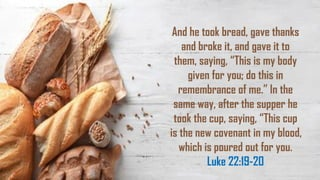 And he took bread, gave thanks
and broke it, and gave it to
them, saying, “This is my body
given for you; do this in
remembrance of me.” In the
same way, after the supper he
took the cup, saying, “This cup
is the new covenant in my blood,
which is poured out for you.
Luke 22:19-20